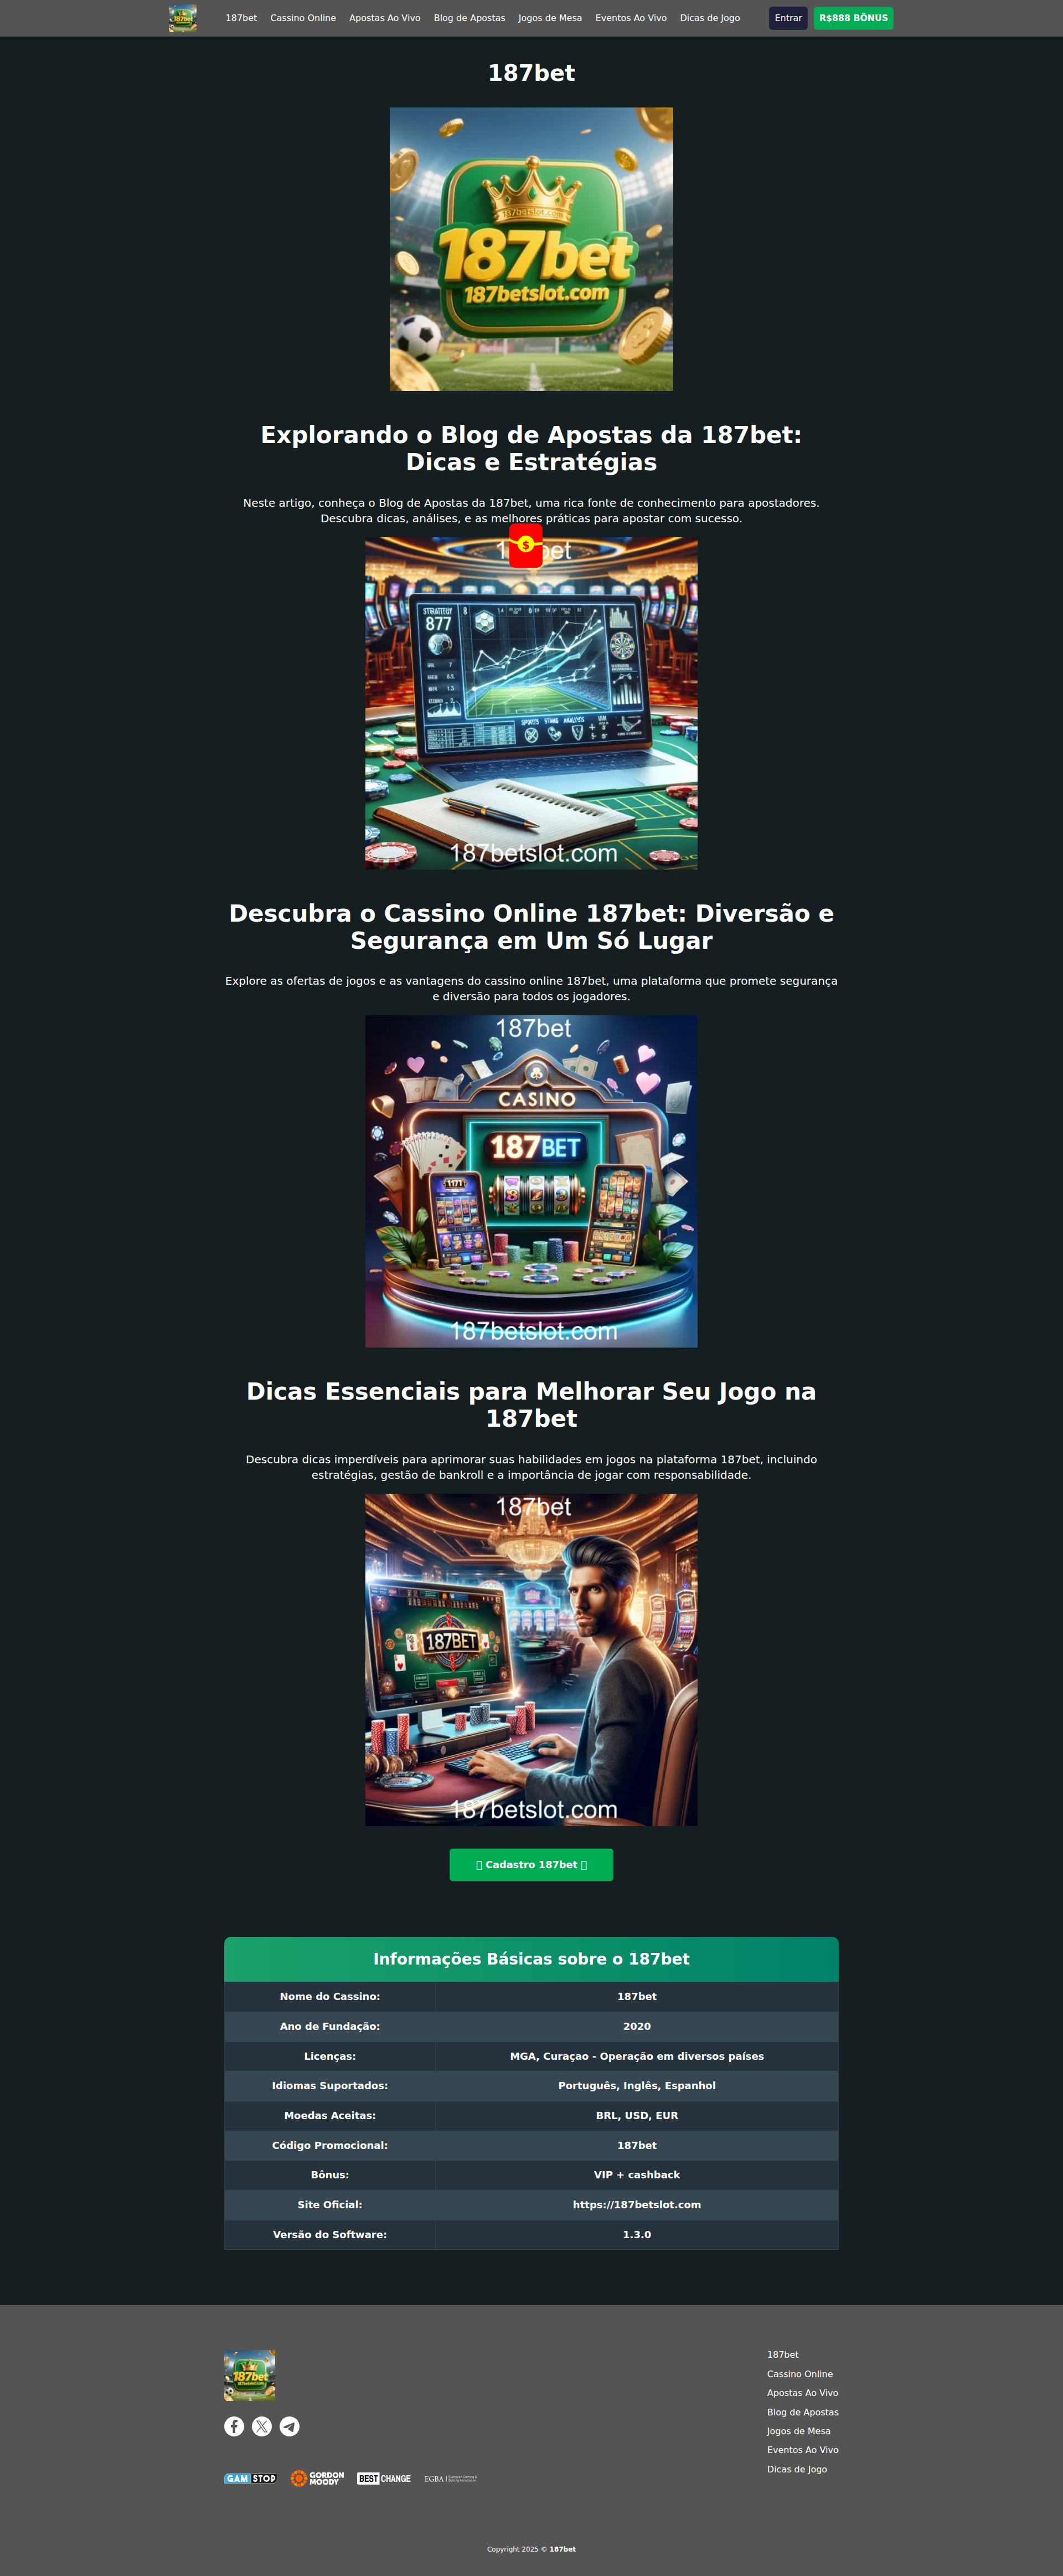 187bet
Cassino Online
Apostas Ao Vivo
Blog de Apostas
Jogos de Mesa
Eventos Ao Vivo
Dicas de Jogo
Entrar
R$888 BÔNUS
187bet
187betslot.com
187bet
187betslot.com
Explorando o Blog de Apostas da 187bet:
Dicas e Estratégias
Neste artigo, conheça o Blog de Apostas da 187bet, uma rica fonte de conhecimento para apostadores.
Descubra dicas, análises, e as melhores práticas para apostar com sucesso.
877
187betslot.com
Descubra o Cassino Online 187bet: Diversão e
Segurança em Um Só Lugar
Explore as ofertas de jogos e as vantagens do cassino online 187bet, uma plataforma que promete segurança
e diversão para todos os jogadores.
187bet
CASINO
187BET
187betslot.com
Dicas Essenciais para Melhorar Seu Jogo na
187bet
Descubra dicas imperdíveis para aprimorar suas habilidades em jogos na plataforma 187bet, incluindo
estratégias, gestão de bankroll e a importância de jogar com responsabilidade.
187bet
187BET
187betslot.com
Cadastro 187bet
Informações Básicas sobre o 187bet
Nome do Cassino: 187bet
Ano de Fundação: 2020
Licenças: MGA, Curaçao - Operação em diversos países
Idiomas Suportados: Português, Inglês, Espanhol
Moedas Aceitas: BRL, USD, EUR
Código Promocional: 187bet
Bônus: VIP + cashback
Site Oficial: https://187betslot.com
Versão do Software: 1.3.0
187bet
187bet
Cassino Online
Apostas Ao Vivo
Blog de Apostas
Jogos de Mesa
Eventos Ao Vivo
Dicas de Jogo
GAMSTOP
GORDON
MOODY
BESTCHANGE
EGBA
Copyright 2025 © 187bet